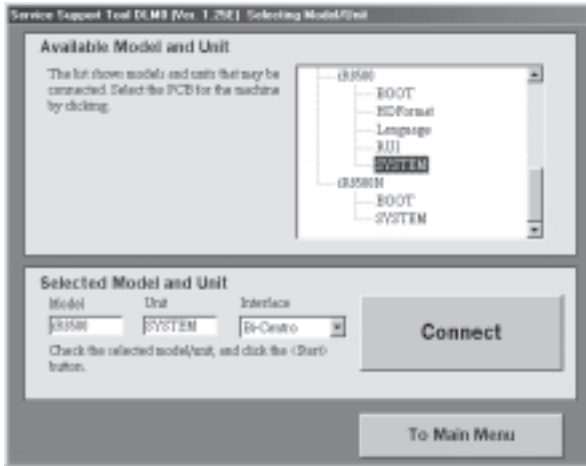 Service Support Tool DLM0 [Ver. 1.25E] Selecting Model/Unit
Available Model and Unit
The list shows models and units that may be
connected. Select the PCB for the machine
by clicking.
BOOT
HDFormat
Language
RUI
SYSTEM
BOOT
SYSTEM
Selected Model and Unit
Model Unit Interface
SYSTEM Bi-Centro
Check the selected model/unit, and click the <Start>
button.
Connect
To Main Menu